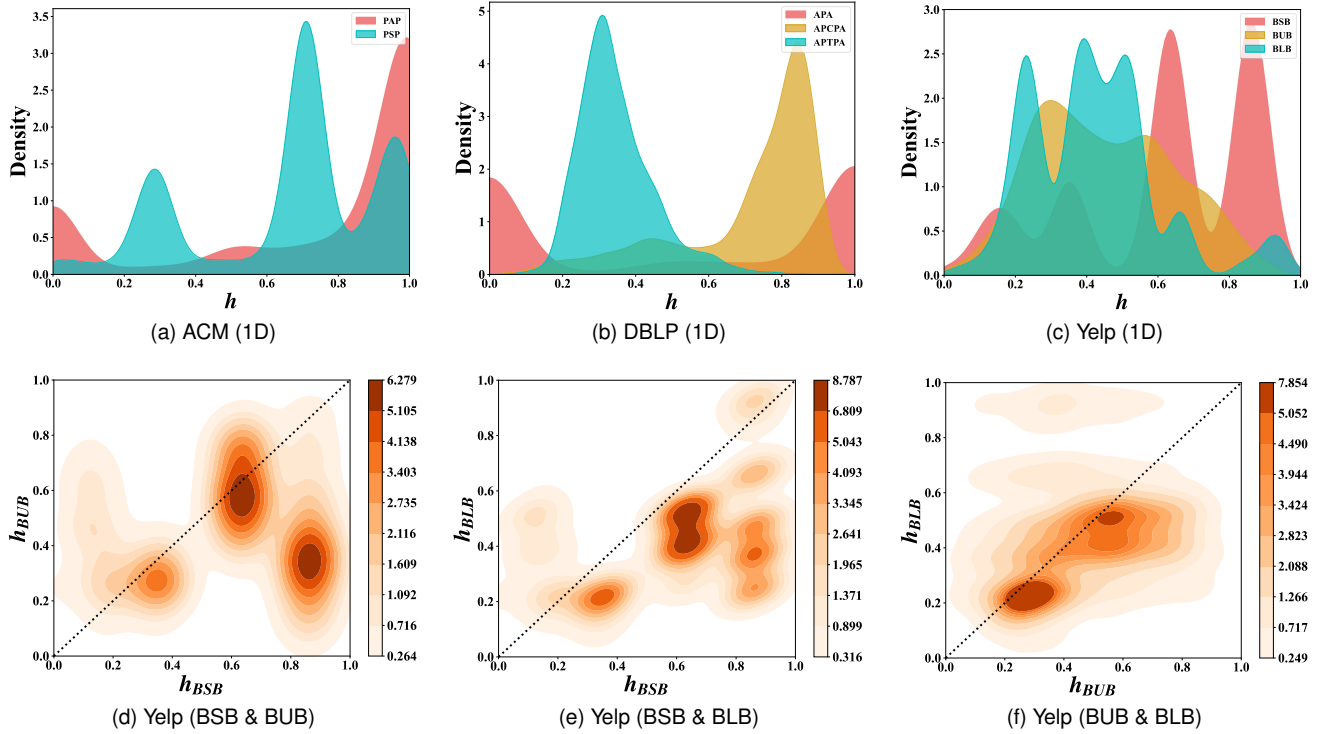 PAP
PSP
3.5
3.0
2.5
2.0
1.5
1.0
0.5
0.0
Density
0.0 0.2 0.4 0.6 0.8 1.0
h
(a) ACM (1D)
APA
APCPA
APTPA
5
4
3
2
1
0
Density
0.0 0.2 0.4 0.6 0.8 1.0
h
(b) DBLP (1D)
BSB
BUB
BLB
3.0
2.5
2.0
1.5
1.0
0.5
0.0
Density
0.0 0.2 0.4 0.6 0.8 1.0
h
(c) Yelp (1D)
1.0
0.8
0.6
0.4
0.2
0.0
hBUB
0.0 0.2 0.4 0.6 0.8 1.0
hBSB
6.279
5.105
4.138
3.403
2.735
2.116
1.609
1.092
0.716
0.264
(d) Yelp (BSB & BUB)
1.0
0.8
0.6
0.4
0.2
0.0
hBLB
0.0 0.2 0.4 0.6 0.8 1.0
hBSB
8.787
6.809
5.043
4.093
3.345
2.641
1.965
1.371
0.899
0.316
(e) Yelp (BSB & BLB)
1.0
0.8
0.6
0.4
0.2
0.0
hBLB
0.0 0.2 0.4 0.6 0.8 1.0
hBUB
7.854
5.052
4.490
3.944
3.424
2.823
2.088
1.266
0.717
0.249
(f) Yelp (BUB & BLB)